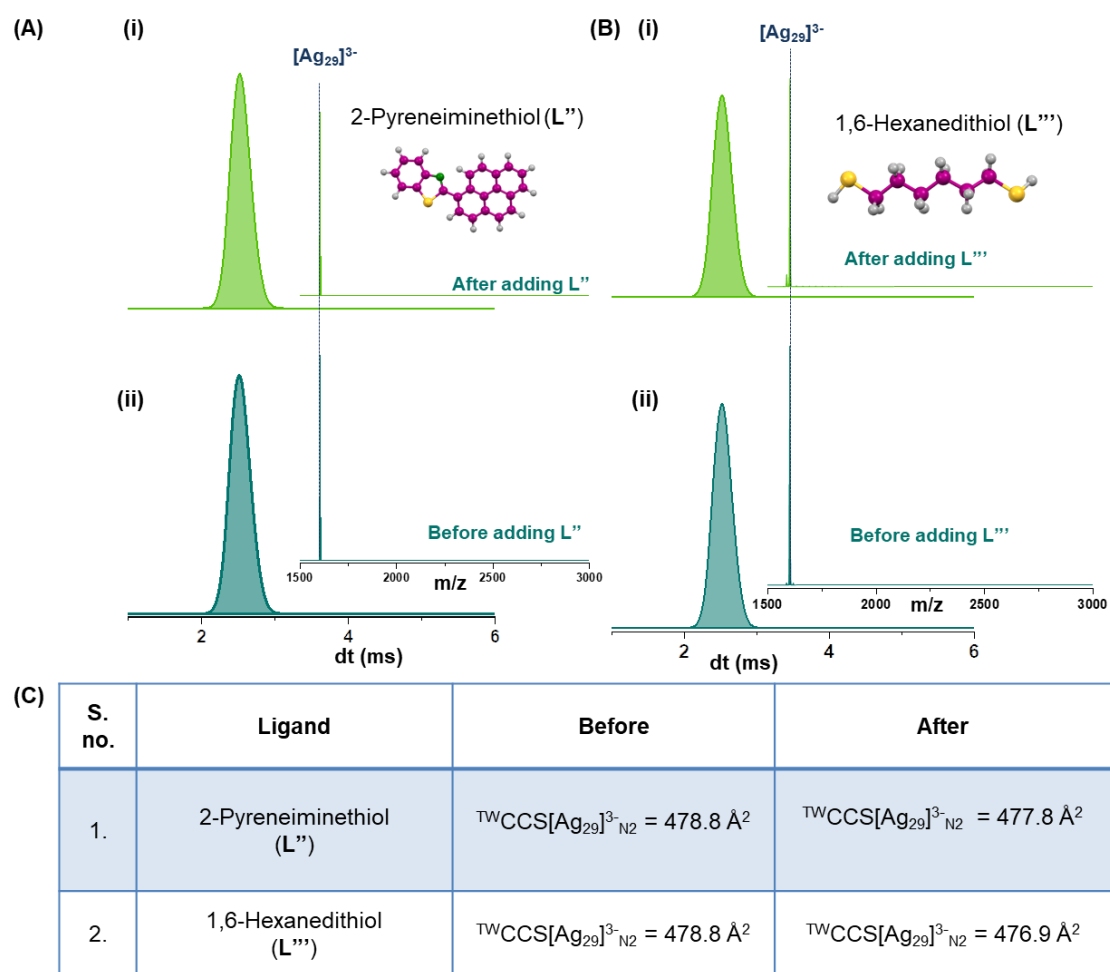 (A)
(i)
[Ag29]3-
2-Pyreneiminethiol (L”)
After adding L”
(ii)
Before adding L”
1500 2000 2500 3000
m/z
2 4 6
dt (ms)
(B) (i)
[Ag29]3-
1,6-Hexanedithiol (L”’)
After adding L”’
(ii)
Before adding L”’
1500 2000 2500 3000
m/z
2 4 6
dt (ms)
(C)
S. no. Ligand Before After
1. 2-Pyreneiminethiol (L”) TWCCS[Ag29]3-N2 = 478.8 Å2 TWCCS[Ag29]3-N2 = 477.8 Å2
2. 1,6-Hexanedithiol (L”’) TWCCS[Ag29]3-N2 = 478.8 Å2 TWCCS[Ag29]3-N2 = 476.9 Å2